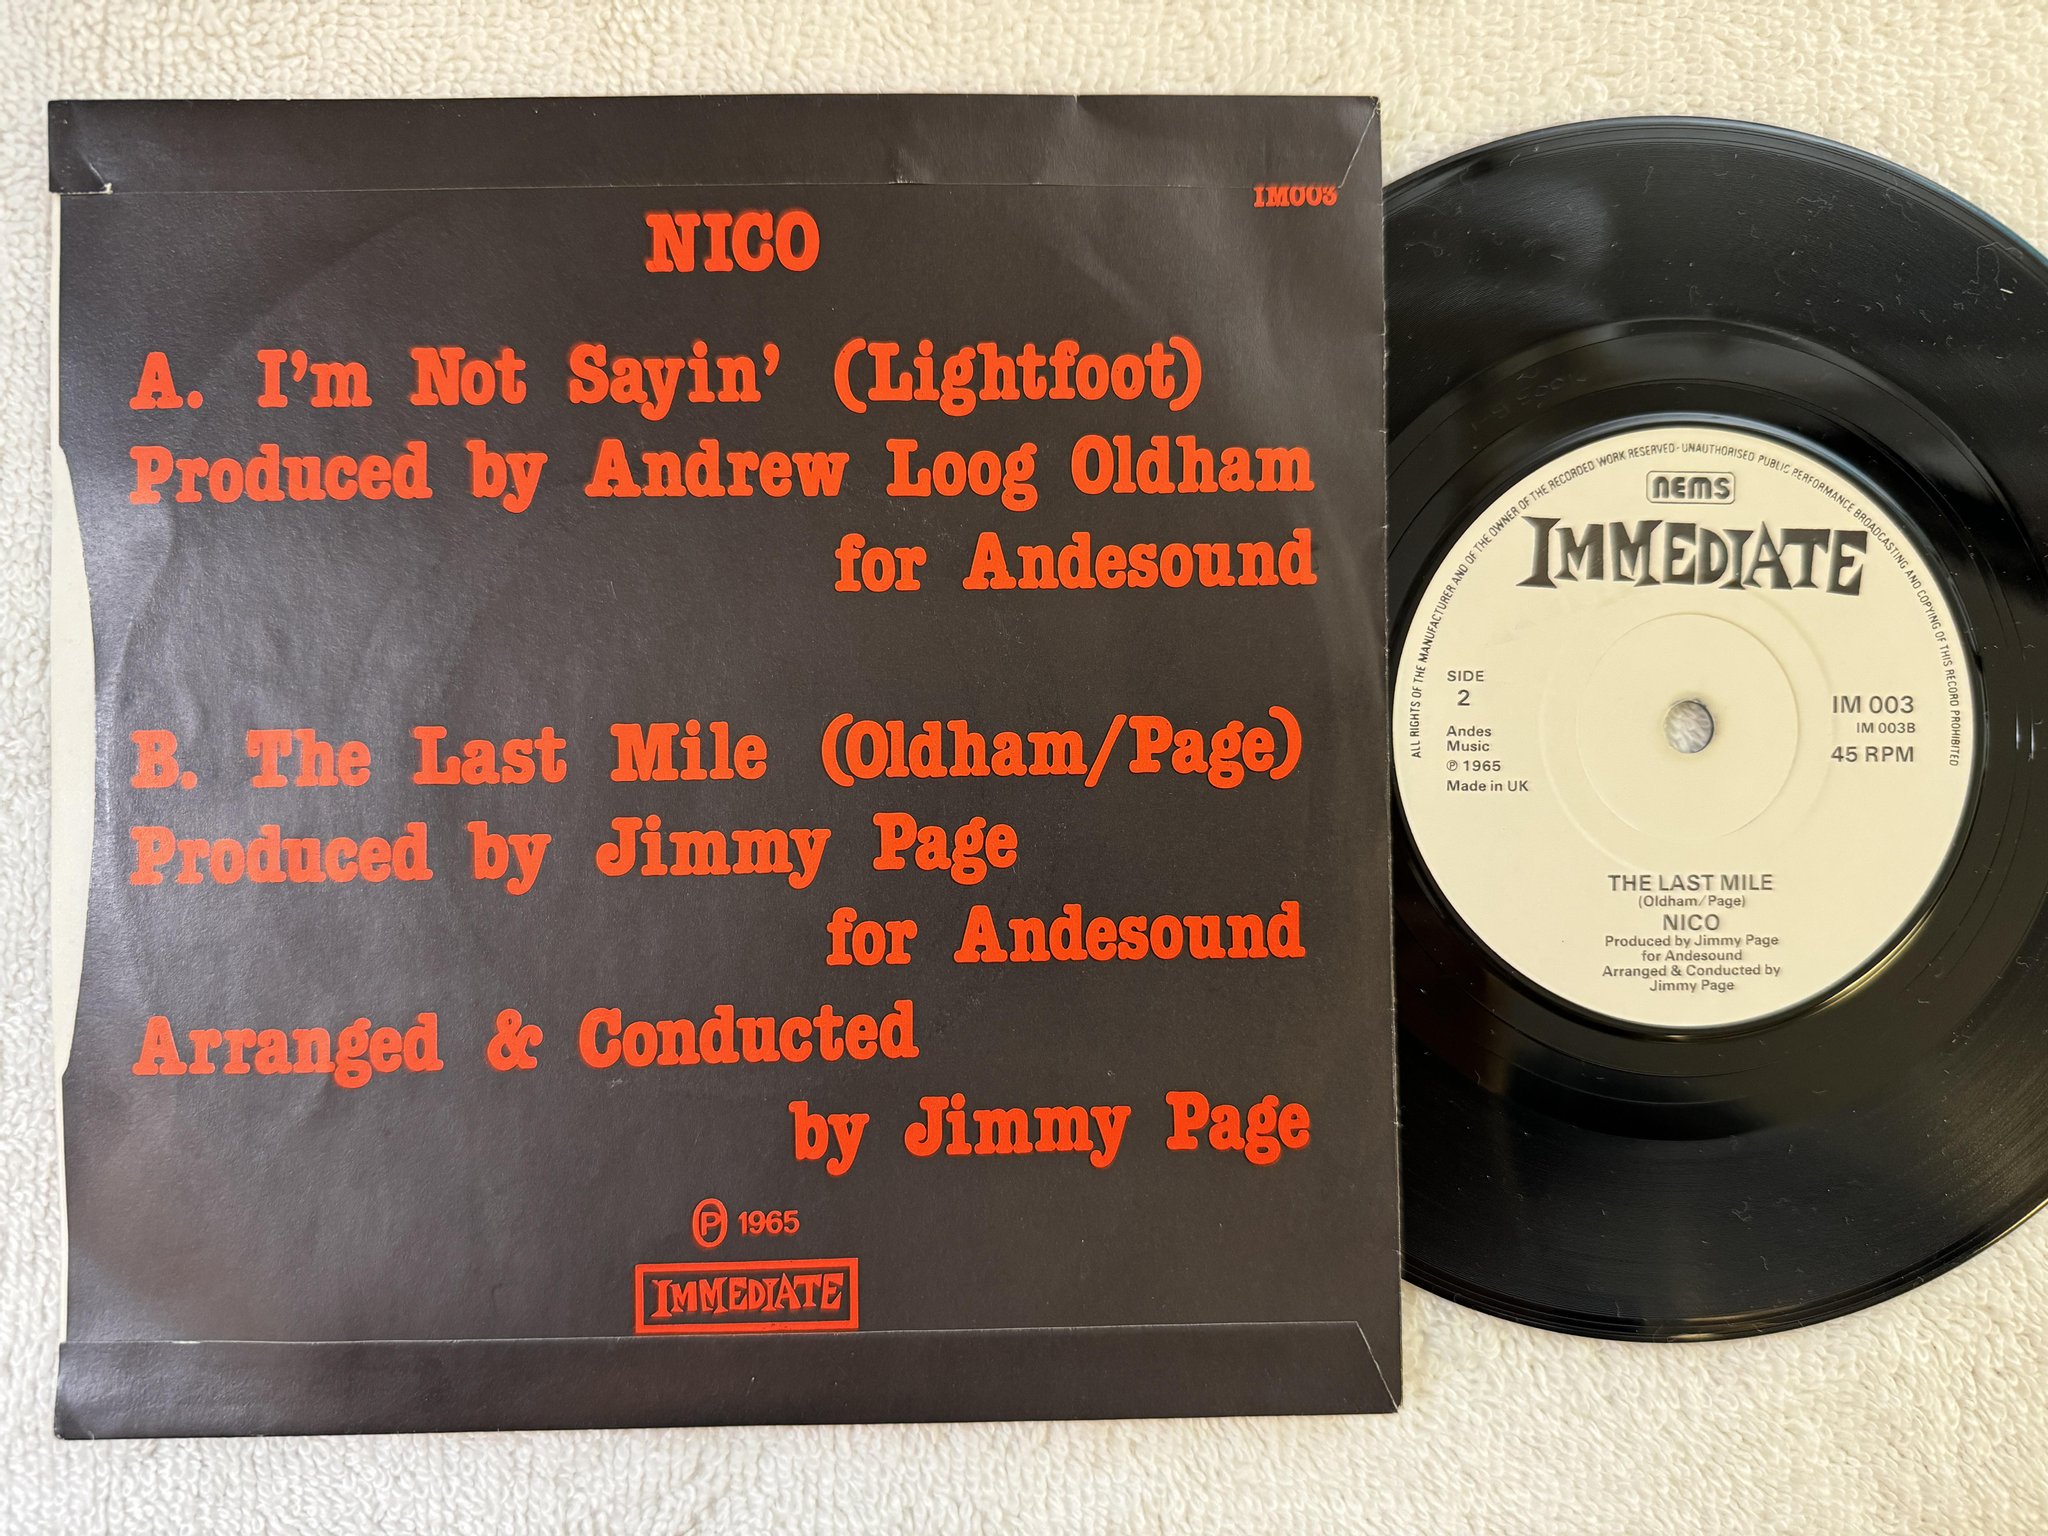 IM003
NICO
A. I'm Not Sayin' (Lightfoot)
Produced by Andrew Loog Oldham
for Andesound
B. The Last Mile (Oldham/Page)
Produced by Jimmy Page
for Andesound
Arranged & Conducted
by Jimmy Page
℗ 1965
IMMEDIATE
ALL RIGHTS OF THE MANUFACTURER AND OF THE OWNER OF THE RECORDED WORK RESERVED · UNAUTHORISED PUBLIC PERFORMANCE BROADCASTING AND COPYING OF THIS RECORD PROHIBITED
nems
IMMEDIATE
SIDE
2
Andes
Music
℗ 1965
Made in UK
IM 003
IM 003B
45 RPM
THE LAST MILE
(Oldham/Page)
NICO
Produced by Jimmy Page
for Andesound
Arranged & Conducted by
Jimmy Page